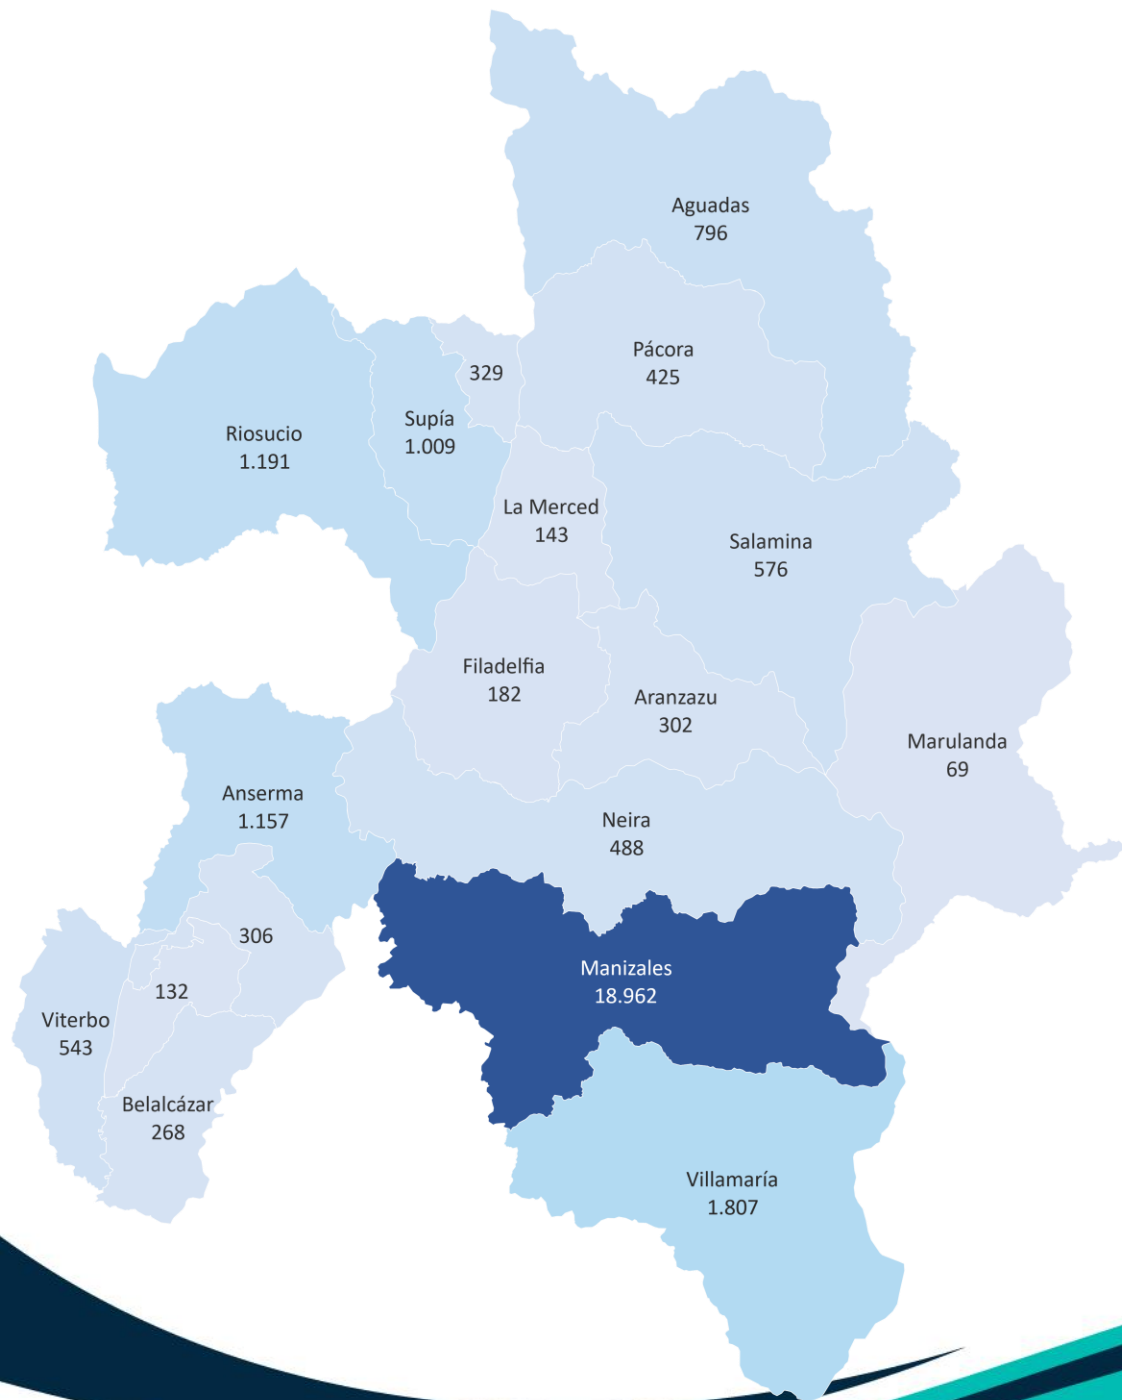 Aguadas
796
Pácora
425
329
Supía
1.009
Riosucio
1.191
La Merced
143
Salamina
576
Filadelfia
182
Aranzazu
302
Marulanda
69
Anserma
1.157
Neira
488
306
Manizales
18.962
132
Viterbo
543
Belalcázar
268
Villamaría
1.807